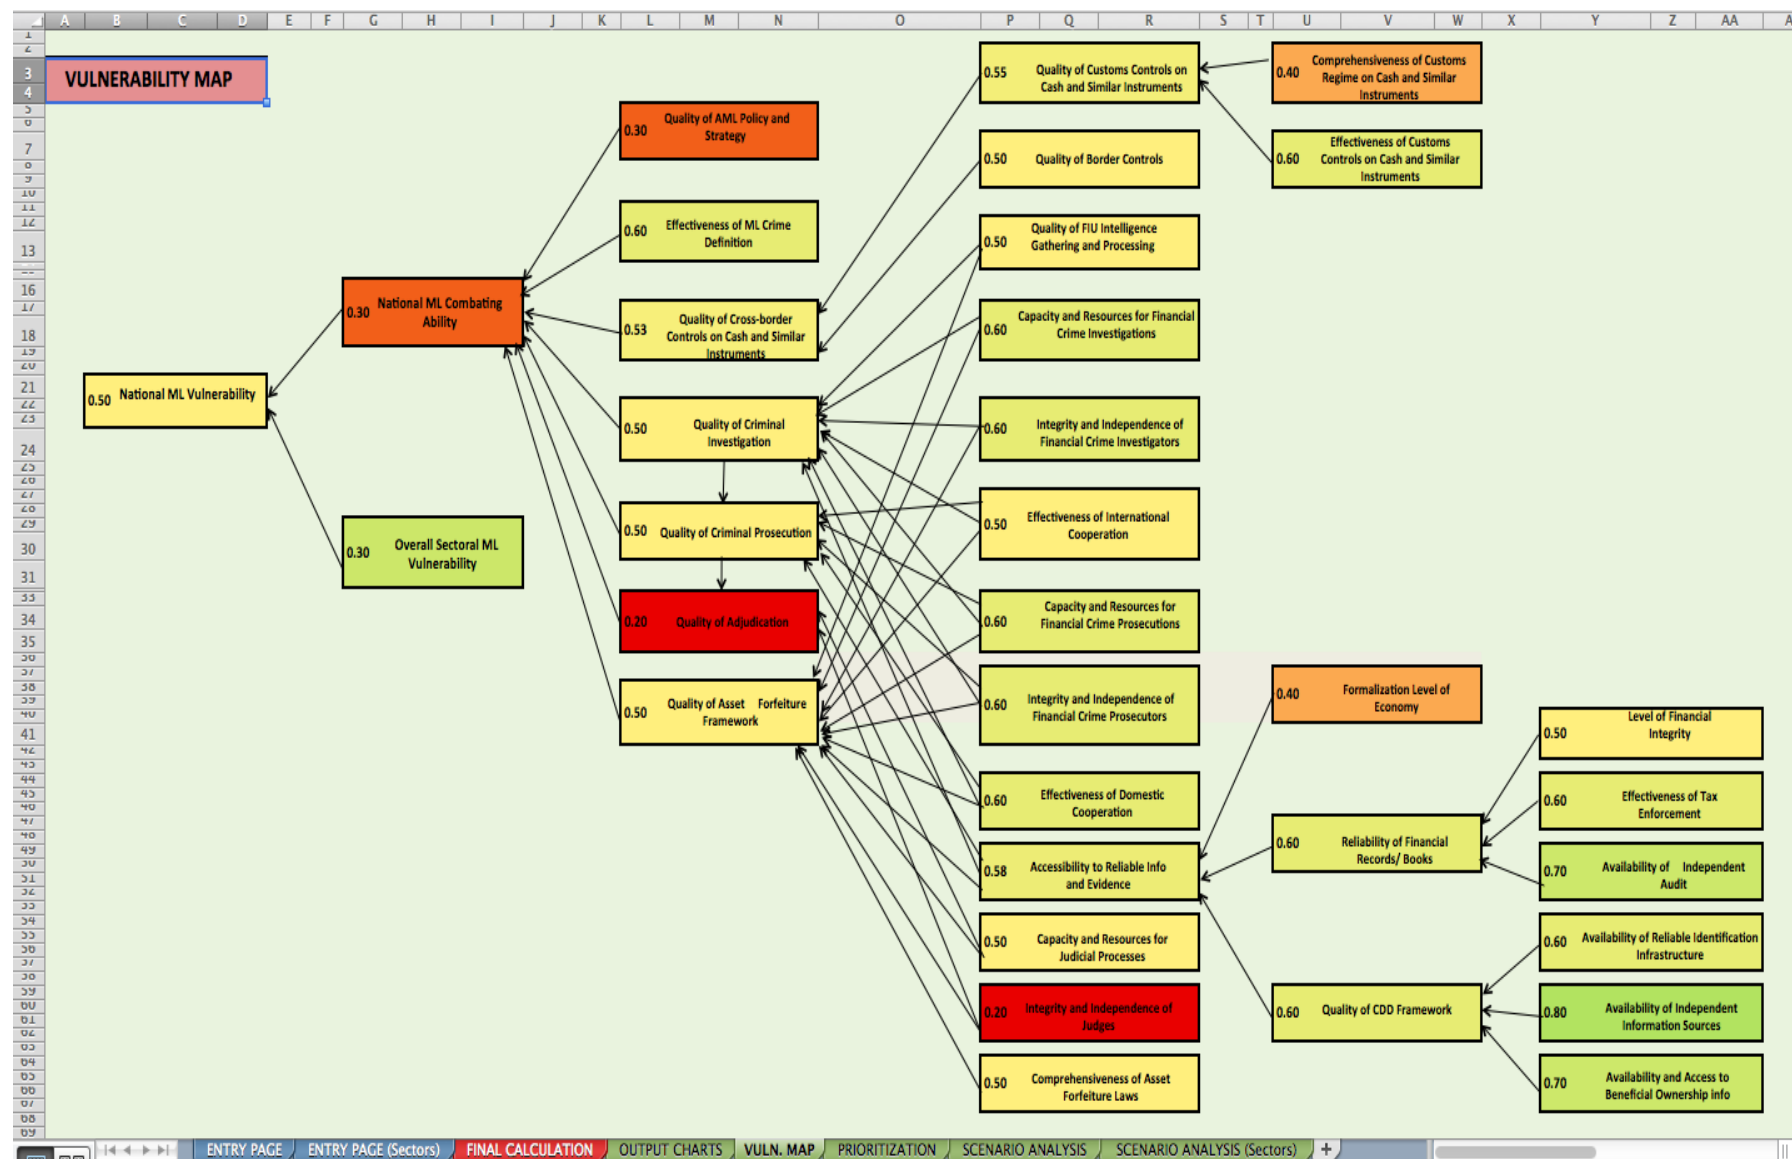 A B C D E F G H I J K L M N O P Q R S T U V W X Y Z AA A
VULNERABILITY MAP
0.50 National ML Vulnerability
0.30 National ML Combating
Ability
0.30 Overall Sectoral ML
Vulnerability
0.30 Quality of AML Policy and
Strategy
0.60 Effectiveness of ML Crime
Definition
0.53 Quality of Cross-border
Controls on Cash and Similar
Instruments
0.50 Quality of Criminal
Investigation
0.50 Quality of Criminal Prosecution
0.20 Quality of Adjudication
0.50 Quality of Asset Forfeiture
Framework
0.55 Quality of Customs Controls on
Cash and Similar Instruments
0.50 Quality of Border Controls
0.50 Quality of FIU Intelligence
Gathering and Processing
0.60 Capacity and Resources for Financial
Crime Investigations
0.60 Integrity and Independence of
Financial Crime Investigators
0.50 Effectiveness of International
Cooperation
0.60 Capacity and Resources for
Financial Crime Prosecutions
0.60 Integrity and Independence of
Financial Crime Prosecutors
0.60 Effectiveness of Domestic
Cooperation
0.58 Accessibility to Reliable Info
and Evidence
0.50 Capacity and Resources for
Judicial Processes
0.20 Integrity and Independence of
Judges
0.50 Comprehensiveness of Asset
Forfeiture Laws
0.40 Comprehensiveness of Customs
Regime on Cash and Similar
Instruments
0.60 Effectiveness of Customs
Controls on Cash and Similar
Instruments
0.40 Formalization Level of
Economy
0.60 Reliability of Financial
Records/ Books
0.60 Quality of CDD Framework
0.50 Level of Financial
Integrity
0.60 Effectiveness of Tax
Enforcement
0.70 Availability of Independent
Audit
0.60 Availability of Reliable Identification
Infrastructure
0.80 Availability of Independent
Information Sources
0.70 Availability and Access to
Beneficial Ownership info
ENTRY PAGE ENTRY PAGE (Sectors) FINAL CALCULATION OUTPUT CHARTS VULN. MAP PRIORITIZATION SCENARIO ANALYSIS SCENARIO ANALYSIS (Sectors) +